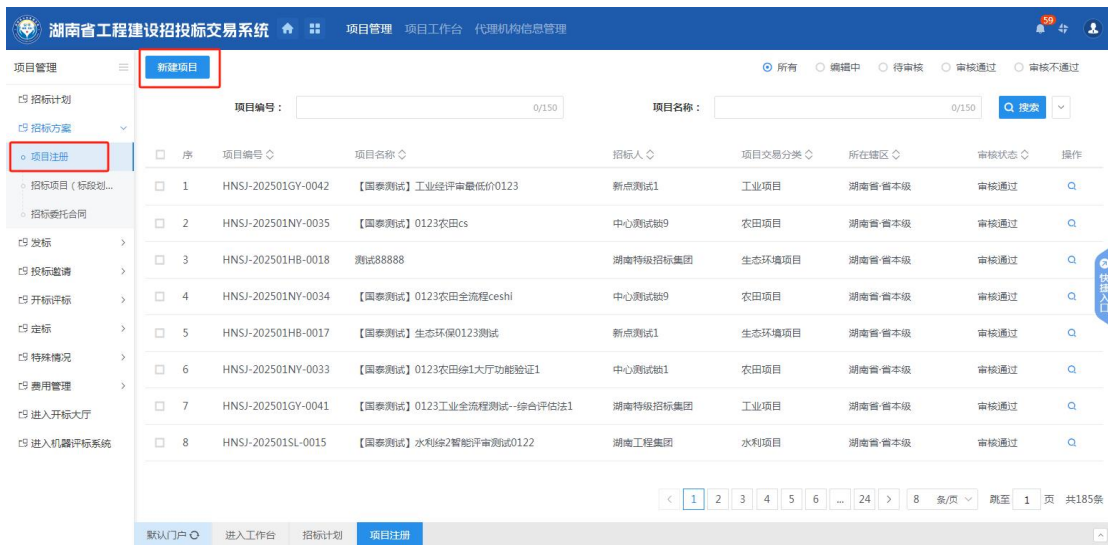 湖南省工程建设招投标交易系统 项目管理 项目工作台 代理机构信息管理 59
项目管理
招标计划
招标方案
项目注册
招标项目（标段划...
招标委托合同
发标
投标邀请
开标评标
定标
特殊情况
费用管理
进入开标大厅
进入机器评标系统
新建项目 所有 编辑中 待审核 审核通过 审核不通过
项目编号： 0/150 项目名称： 0/150 搜索
序 项目编号 项目名称 招标人 项目交易分类 所在辖区 审核状态 操作
1 HNSJ-202501GY-0042 【国泰测试】工业经评审最低价0123 新点测试1 工业项目 湖南省·省本级 审核通过
2 HNSJ-202501NY-0035 【国泰测试】0123农田cs 中心测试锁9 农田项目 湖南省·省本级 审核通过
3 HNSJ-202501HB-0018 测试88888 湖南特级招标集团 生态环境项目 湖南省·省本级 审核通过
4 HNSJ-202501NY-0034 【国泰测试】0123农田全流程ceshi 中心测试锁9 农田项目 湖南省·省本级 审核通过
5 HNSJ-202501HB-0017 【国泰测试】生态环保0123测试 新点测试1 生态环境项目 湖南省·省本级 审核通过
6 HNSJ-202501NY-0033 【国泰测试】0123农田综1大厅功能验证1 中心测试锁1 农田项目 湖南省·省本级 审核通过
7 HNSJ-202501GY-0041 【国泰测试】0123工业全流程测试--综合评估法1 湖南特级招标集团 工业项目 湖南省·省本级 审核通过
8 HNSJ-202501SL-0015 【国泰测试】水利综2智能评审测试0122 湖南工程集团 水利项目 湖南省·省本级 审核通过
快捷入口
1 2 3 4 5 6 ... 24 8 条/页 跳至 1 页 共185条
默认门户 进入工作台 招标计划 项目注册